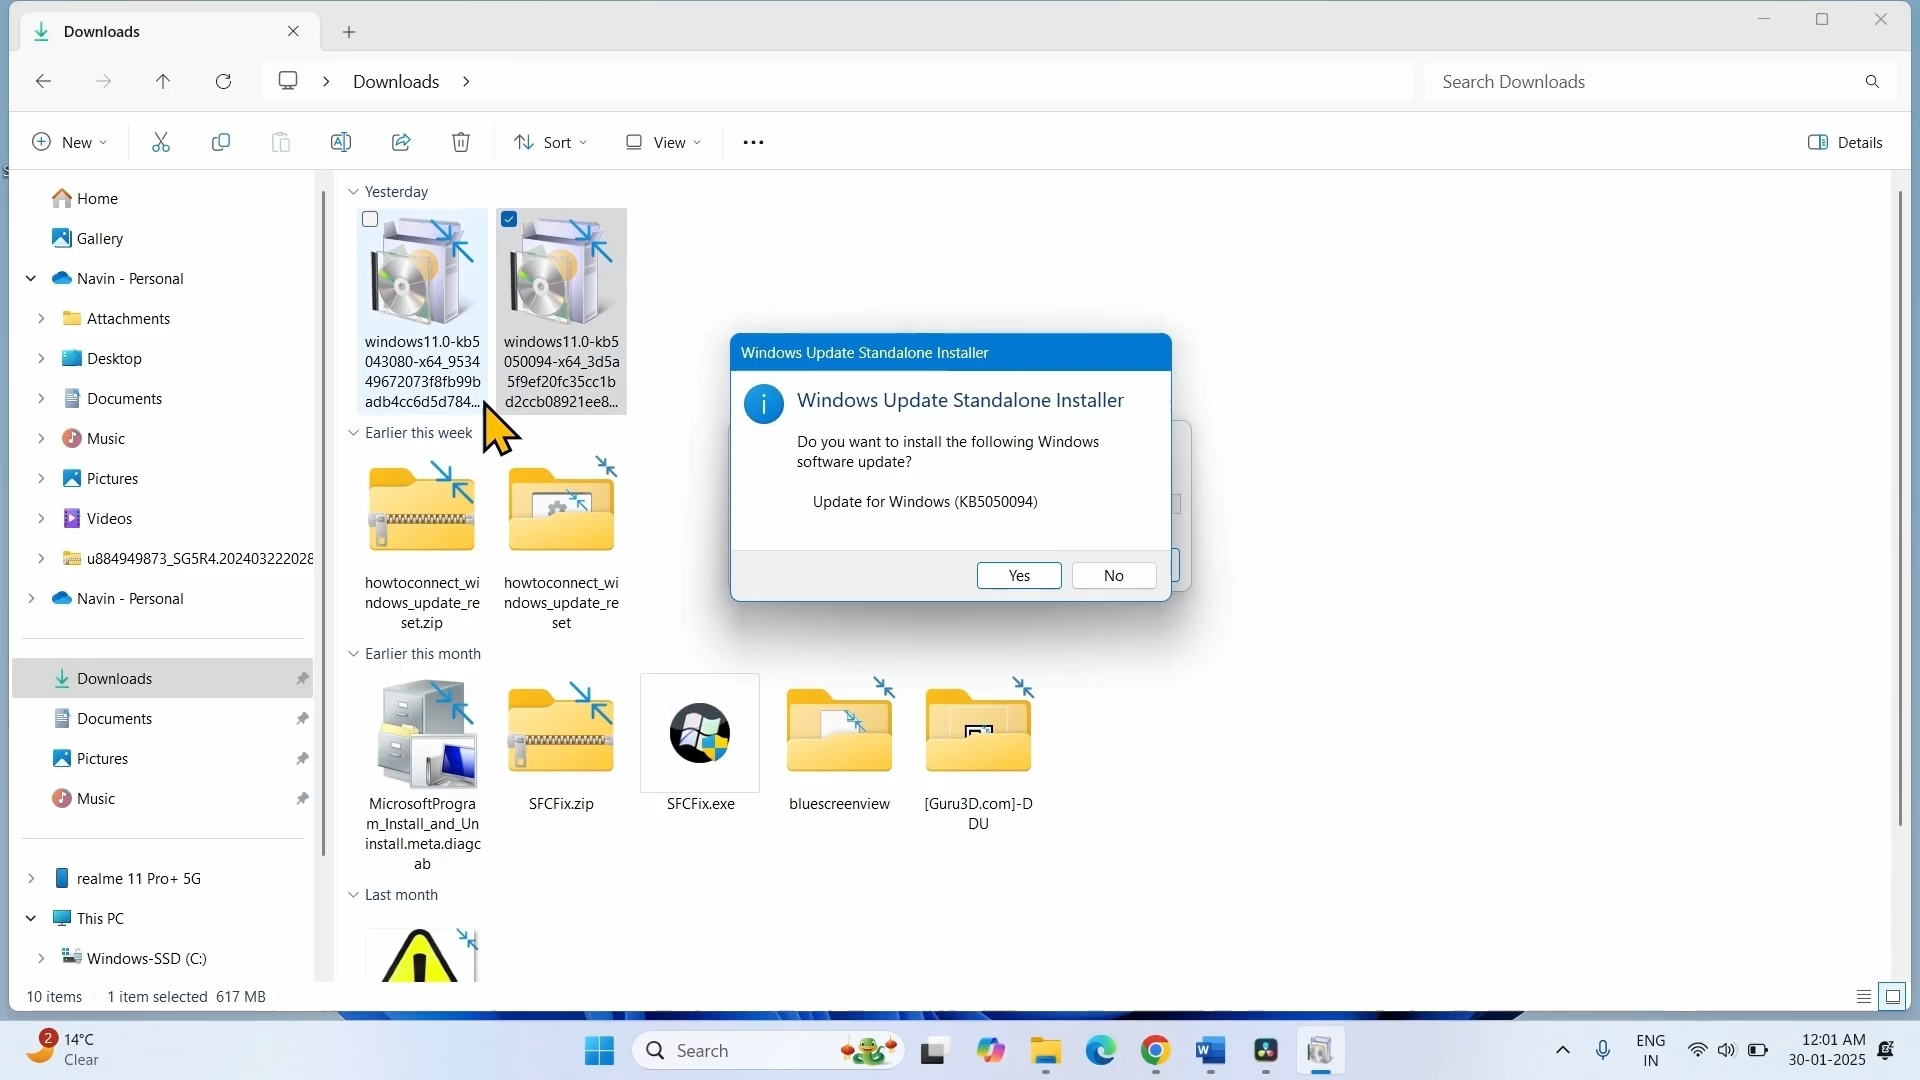 Downloads
Downloads
Search Downloads
New
Sort
View
Details
Home
Gallery
Navin - Personal
Attachments
Desktop
Documents
Music
Pictures
Videos
u884949873_SG5R4.202403222028
Navin - Personal
Downloads
Documents
Pictures
Music
realme 11 Pro+ 5G
This PC
Windows-SSD (C:)
Yesterday
windows11.0-kb5
043080-x64_9534
49672073f8fb99b
adb4cc6d5d784...
windows11.0-kb5
050094-x64_3d5a
5f9ef20fc35cc1b
d2ccb08921ee8...
Earlier this week
howtoconnect_wi
ndows_update_re
set.zip
howtoconnect_wi
ndows_update_re
set
Earlier this month
MicrosoftProgra
m_Install_and_Un
install.meta.diagc
ab
SFCFix.zip
SFCFix.exe
bluescreenview
[Guru3D.com]-D
DU
Last month
Windows Update Standalone Installer
Windows Update Standalone Installer
Do you want to install the following Windows
software update?
Update for Windows (KB5050094)
Yes
No
10 items
1 item selected 617 MB
2
14°C
Clear
Search
ENG
IN
12:01 AM
30-01-2025